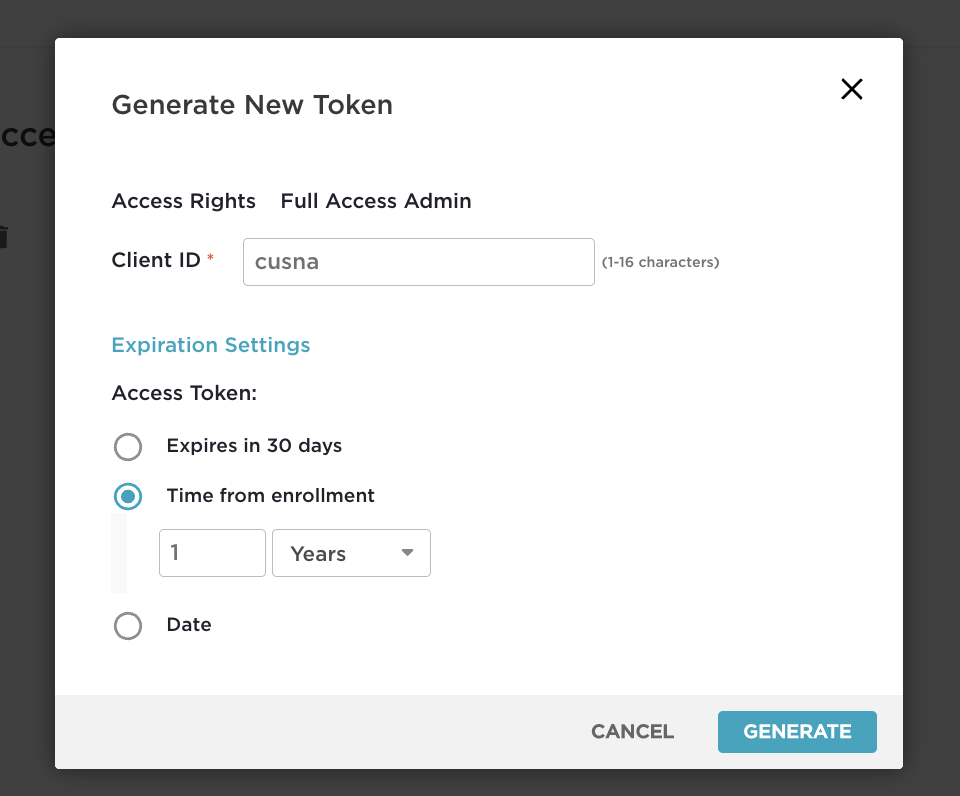 Generate New Token
cce
Access Rights Full Access Admin
Client ID * cusna (1-16 characters)
Expiration Settings
Access Token:
Expires in 30 days
Time from enrollment
1 Years
Date
CANCEL GENERATE